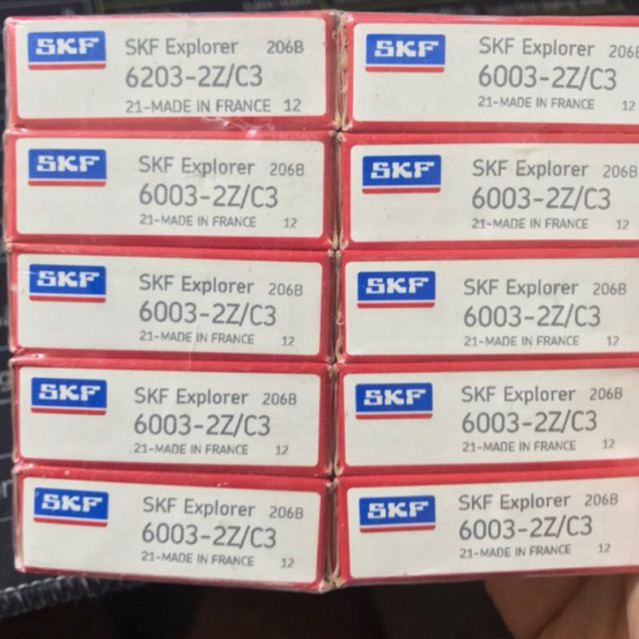 SKF SKF Explorer 206B
6203-2Z/C3
21-MADE IN FRANCE 12
SKF SKF Explorer 206B
6003-2Z/C3
21-MADE IN FRANCE 12
SKF SKF Explorer 206B
6003-2Z/C3
21-MADE IN FRANCE 12
SKF SKF Explorer 206B
6003-2Z/C3
21-MADE IN FRANCE 12
SKF SKF Explorer 206B
6003-2Z/C3
21-MADE IN FRANCE 12
SKF SKF Explorer 206B
6003-2Z/C3
21-MADE IN FRANCE 12
SKF SKF Explorer 206B
6003-2Z/C3
21-MADE IN FRANCE 12
SKF SKF Explorer 206B
6003-2Z/C3
21-MADE IN FRANCE 12
SKF SKF Explorer 206B
6003-2Z/C3
21-MADE IN FRANCE 12
SKF SKF Explorer 206B
6003-2Z/C3
21-MADE IN FRANCE 12